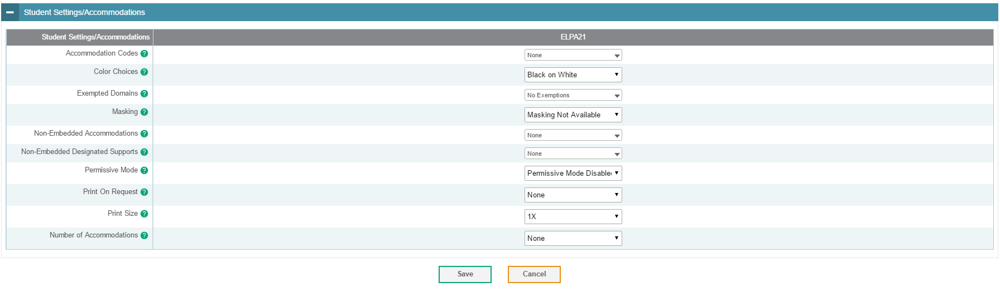 Student Settings/Accommodations
Student Settings/Accommodations ELPA21
Accommodation Codes ? None
Color Choices ? Black on White
Exempted Domains ? No Exemptions
Masking ? Masking Not Available
Non-Embedded Accommodations ? None
Non-Embedded Designated Supports ? None
Permissive Mode ? Permissive Mode Disable
Print On Request ? None
Print Size ? 1X
Number of Accommodations ? None
Save Cancel